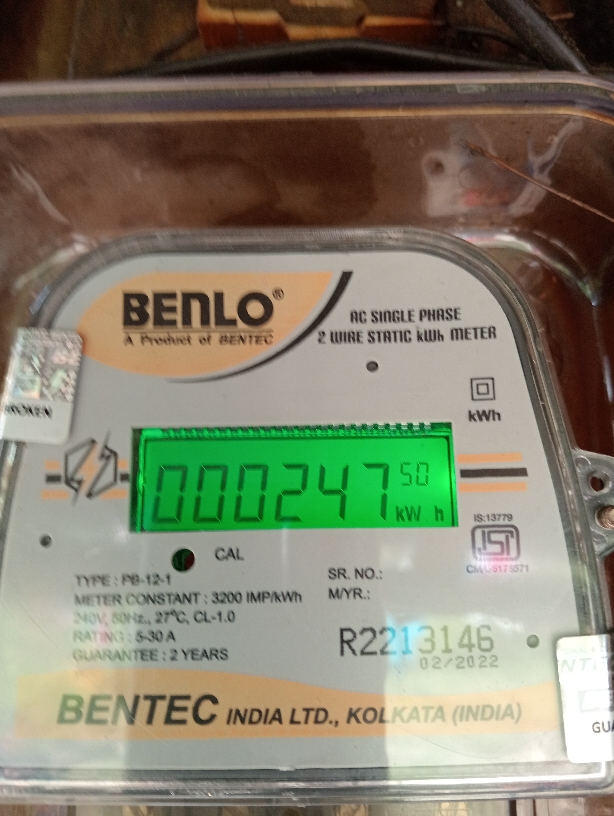 BENLO®
A Product of BENTEC
AC SINGLE PHASE
2 WIRE STATIC kWh METER
kWh
000247 50
kW h
CAL
IS:13779
ISI
TYPE : PB-12-1
METER CONSTANT : 3200 IMP/kWh
240V, 50Hz., 27°C, CL-1.0
RATING : 5-30 A
GUARANTEE : 2 YEARS
SR. NO.:
M/YR.:
R2213146
02/2022
BENTEC INDIA LTD., KOLKATA (INDIA)